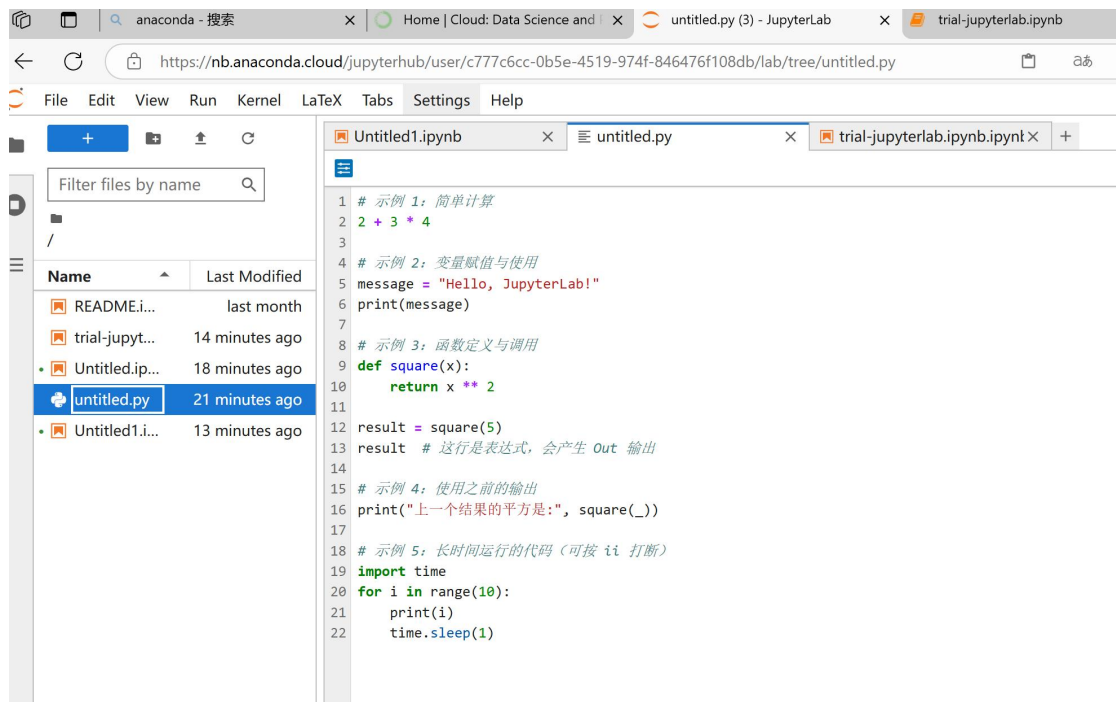 anaconda - 搜索
Home | Cloud: Data Science and
untitled.py (3) - JupyterLab
trial-jupyterlab.ipynb
https://nb.anaconda.cloud/jupyterhub/user/c777c6cc-0b5e-4519-974f-846476f108db/lab/tree/untitled.py
aあ
File Edit View Run Kernel LaTeX Tabs Settings Help
Untitled1.ipynb
untitled.py
trial-jupyterlab.ipynb.ipynb
Filter files by name
/
Name Last Modified
README.i... last month
trial-jupyt... 14 minutes ago
Untitled.ip... 18 minutes ago
untitled.py 21 minutes ago
Untitled1.i... 13 minutes ago
1 # 示例 1: 简单计算
2 2 + 3 * 4
3
4 # 示例 2: 变量赋值与使用
5 message = "Hello, JupyterLab!"
6 print(message)
7
8 # 示例 3: 函数定义与调用
9 def square(x):
10     return x ** 2
11
12 result = square(5)
13 result  # 这行是表达式，会产生 Out 输出
14
15 # 示例 4: 使用之前的输出
16 print("上一个结果的平方是:", square(_))
17
18 # 示例 5: 长时间运行的代码（可按 ii 打断）
19 import time
20 for i in range(10):
21     print(i)
22     time.sleep(1)